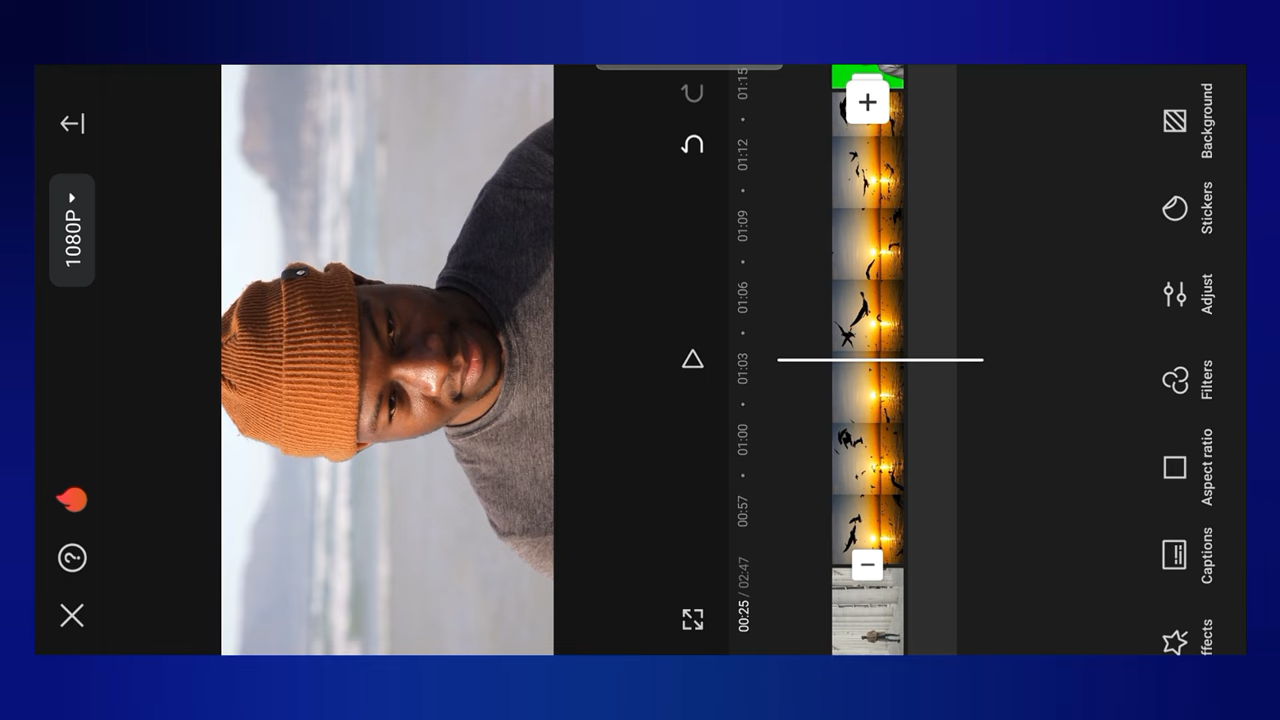 1080P
00:25 / 02:47
00:57
01:00
01:03
01:06
01:09
01:12
01:15
ffects
Captions
Aspect ratio
Filters
Adjust
Stickers
Background